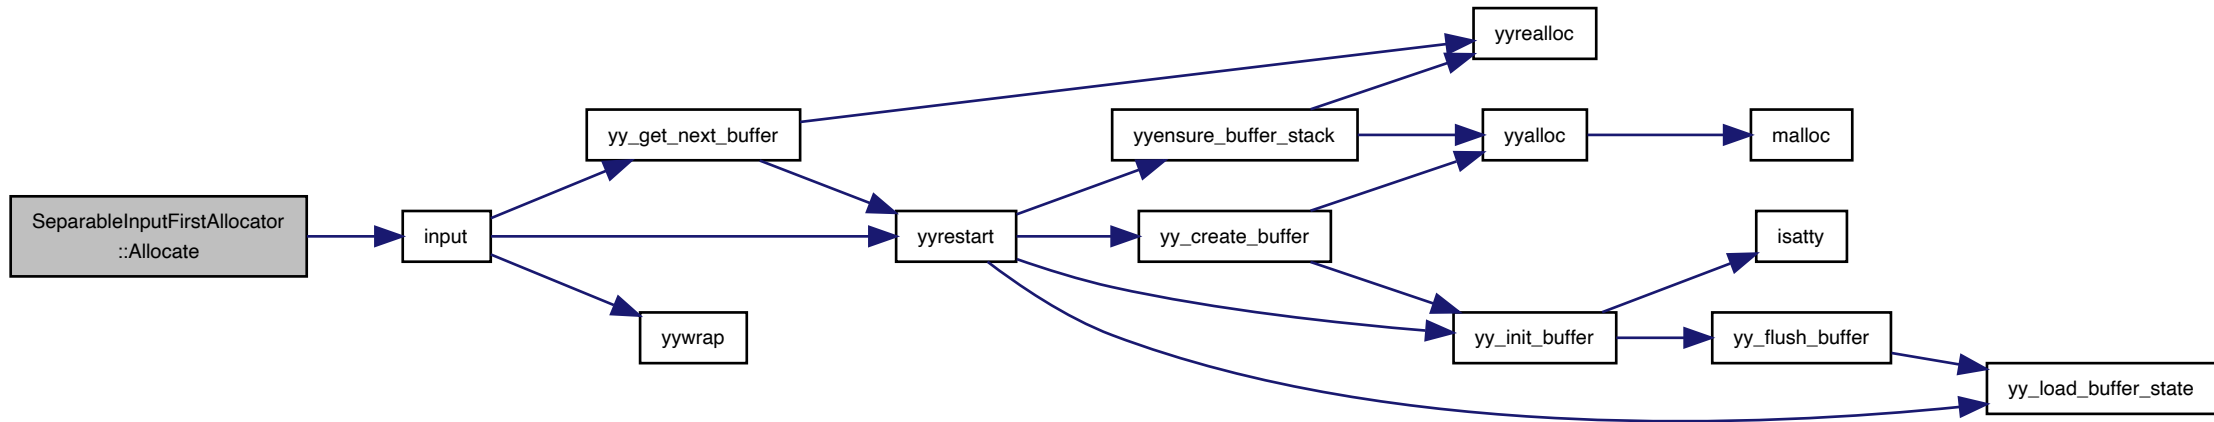 yyrealloc
yy_get_next_buffer
yyensure_buffer_stack
yyalloc
malloc
SeparableInputFirstAllocator
::Allocate
input
yyrestart
yy_create_buffer
isatty
yywrap
yy_init_buffer
yy_flush_buffer
yy_load_buffer_state